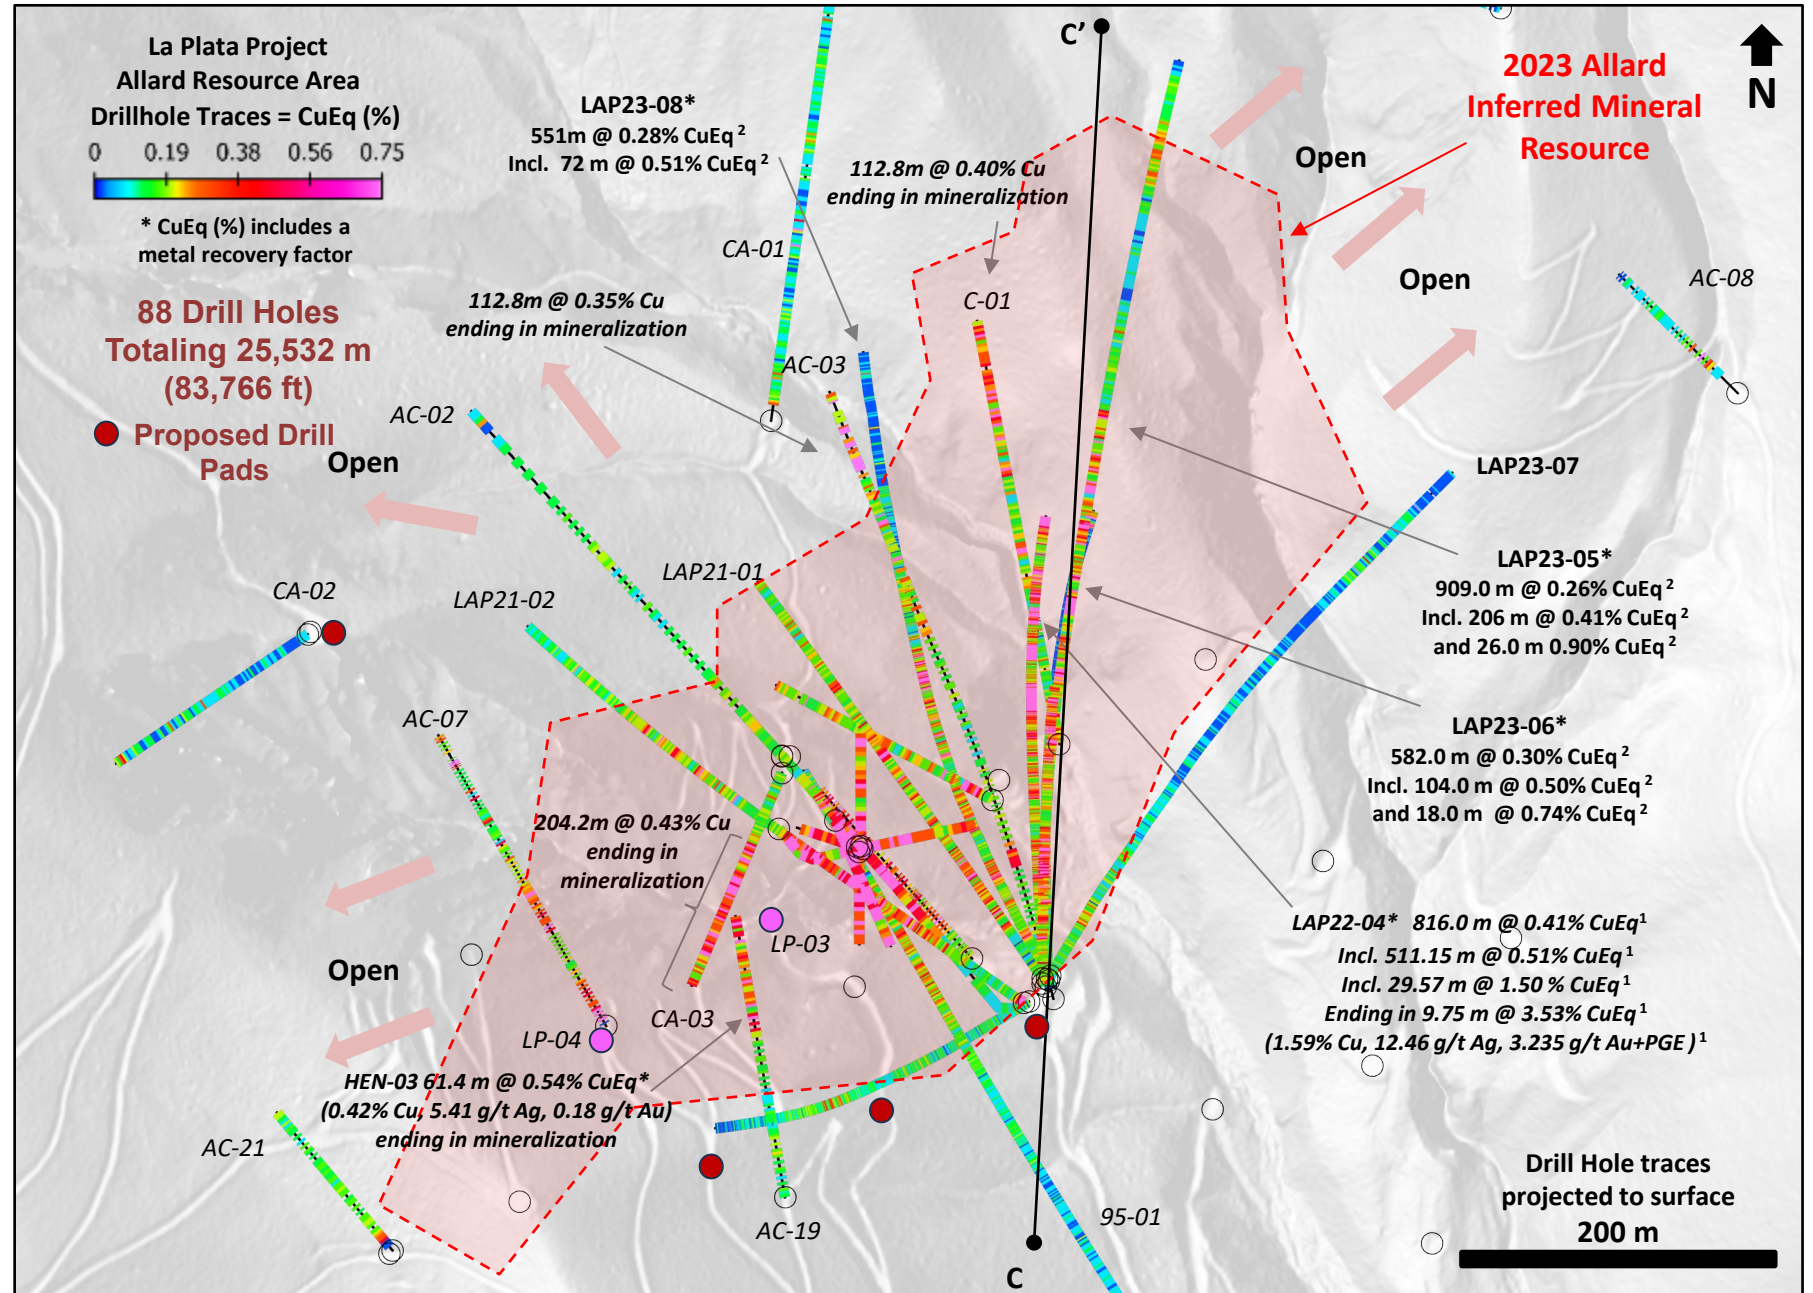 La Plata Project
Allard Resource Area
Drillhole Traces = CuEq (%)
0 0.19 0.38 0.56 0.75
* CuEq (%) includes a
metal recovery factor
88 Drill Holes
Totaling 25,532 m
(83,766 ft)
Proposed Drill
Pads
C’
N
2023 Allard
Inferred Mineral
Resource
LAP23-08*
551m @ 0.28% CuEq 2
Incl. 72 m @ 0.51% CuEq 2
112.8m @ 0.40% Cu
ending in mineralization
Open
CA-01
Open
AC-08
112.8m @ 0.35% Cu
ending in mineralization
C-01
AC-03
AC-02
Open
LAP23-07
LAP23-05*
909.0 m @ 0.26% CuEq 2
Incl. 206 m @ 0.41% CuEq 2
and 26.0 m 0.90% CuEq 2
CA-02
LAP21-02
LAP21-01
AC-07
LAP23-06*
582.0 m @ 0.30% CuEq 2
Incl. 104.0 m @ 0.50% CuEq 2
and 18.0 m @ 0.74% CuEq 2
204.2m @ 0.43% Cu
ending in
mineralization
LP-03
LAP22-04* 816.0 m @ 0.41% CuEq1
Incl. 511.15 m @ 0.51% CuEq1
Incl. 29.57 m @ 1.50 % CuEq1
Ending in 9.75 m @ 3.53% CuEq1
(1.59% Cu, 12.46 g/t Ag, 3.235 g/t Au+PGE ) 1
Open
CA-03
LP-04
HEN-03 61.4 m @ 0.54% CuEq*
(0.42% Cu, 5.41 g/t Ag, 0.18 g/t Au)
ending in mineralization
AC-21
AC-19
95-01
C
Drill Hole traces
projected to surface
200 m